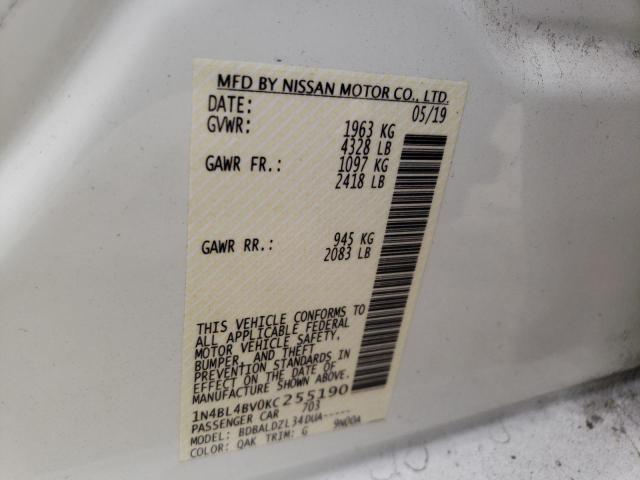 MFD BY NISSAN MOTOR CO., LTD.
DATE: 05/19
GVWR: 1963 KG
4328 LB
GAWR FR.: 1097 KG
2418 LB
GAWR RR.: 945 KG
2083 LB
THIS VEHICLE CONFORMS TO
ALL APPLICABLE FEDERAL
MOTOR VEHICLE SAFETY,
BUMPER, AND THEFT
PREVENTION STANDARDS IN
EFFECT ON THE DATE OF
MANUFACTURE SHOWN ABOVE.
1N4BL4BV0KC255190
PASSENGER CAR 703
MODEL: BDBALDZL34DUA-----
COLOR: QAK TRIM: G 9N00A